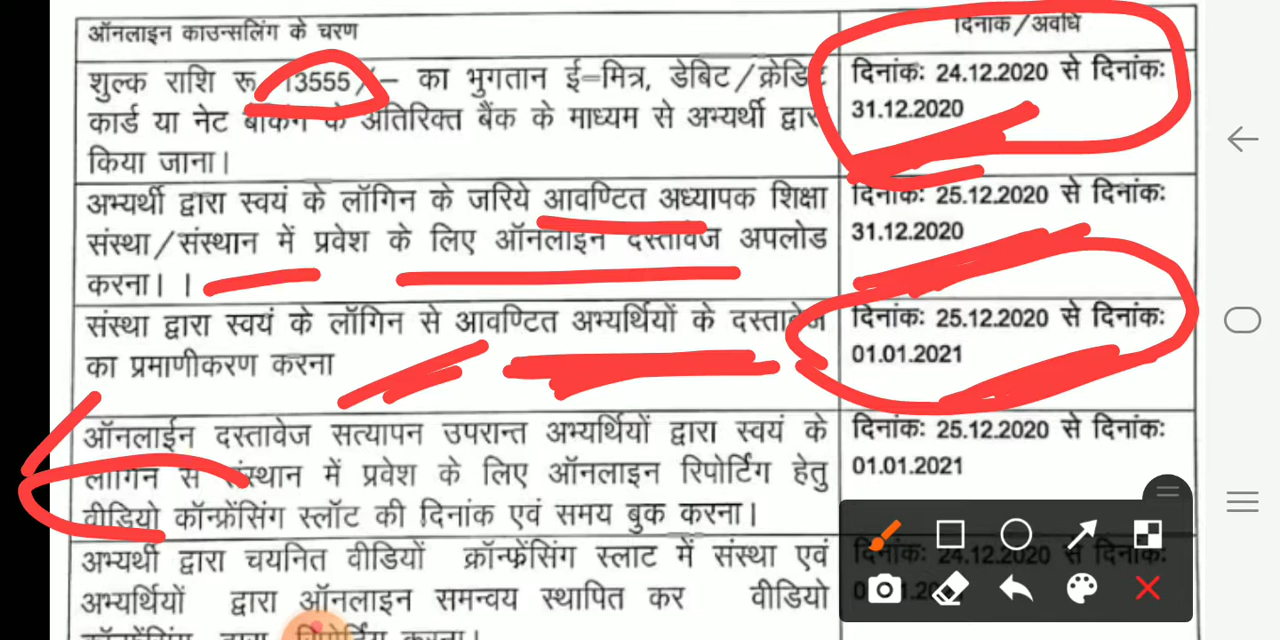 ऑनलाइन काउन्सलिंग के चरण
दिनांक/अवधि
शुल्क राशि रू 13555/– का भुगतान ई–मित्र, डेबिट/क्रेडिट
कार्ड या नेट बैंकिंग के अतिरिक्त बैंक के माध्यम से अभ्यर्थी द्वारा
किया जाना।
दिनांकः 24.12.2020 से दिनांकः
31.12.2020
अभ्यर्थी द्वारा स्वयं के लॉगिन के जरिये आवण्टित अध्यापक शिक्षा
संस्था/संस्थान में प्रवेश के लिए ऑनलाइन दस्तावेज अपलोड
करना। ।
दिनांकः 25.12.2020 से दिनांकः
31.12.2020
संस्था द्वारा स्वयं के लॉगिन से आवण्टित अभ्यर्थियों के दस्तावेज
का प्रमाणीकरण करना
दिनांकः 25.12.2020 से दिनांकः
01.01.2021
ऑनलाईन दस्तावेज सत्यापन उपरान्त अभ्यर्थियों द्वारा स्वयं के
लॉगिन से संस्थान में प्रवेश के लिए ऑनलाइन रिपोर्टिंग हेतु
वीडियो कॉन्फ्रेंसिंग स्लॉट की दिनांक एवं समय बुक करना।
दिनांकः 25.12.2020 से दिनांकः
01.01.2021
अभ्यर्थी द्वारा चयनित वीडियों क्रॉन्फ्रेंसिंग स्लाट में संस्था एवं
अभ्यर्थियों द्वारा ऑनलाइन समन्वय स्थापित कर वीडियो
रिपोर्टिंग करना।
दिनांकः 24.12.2020 से दिनांकः